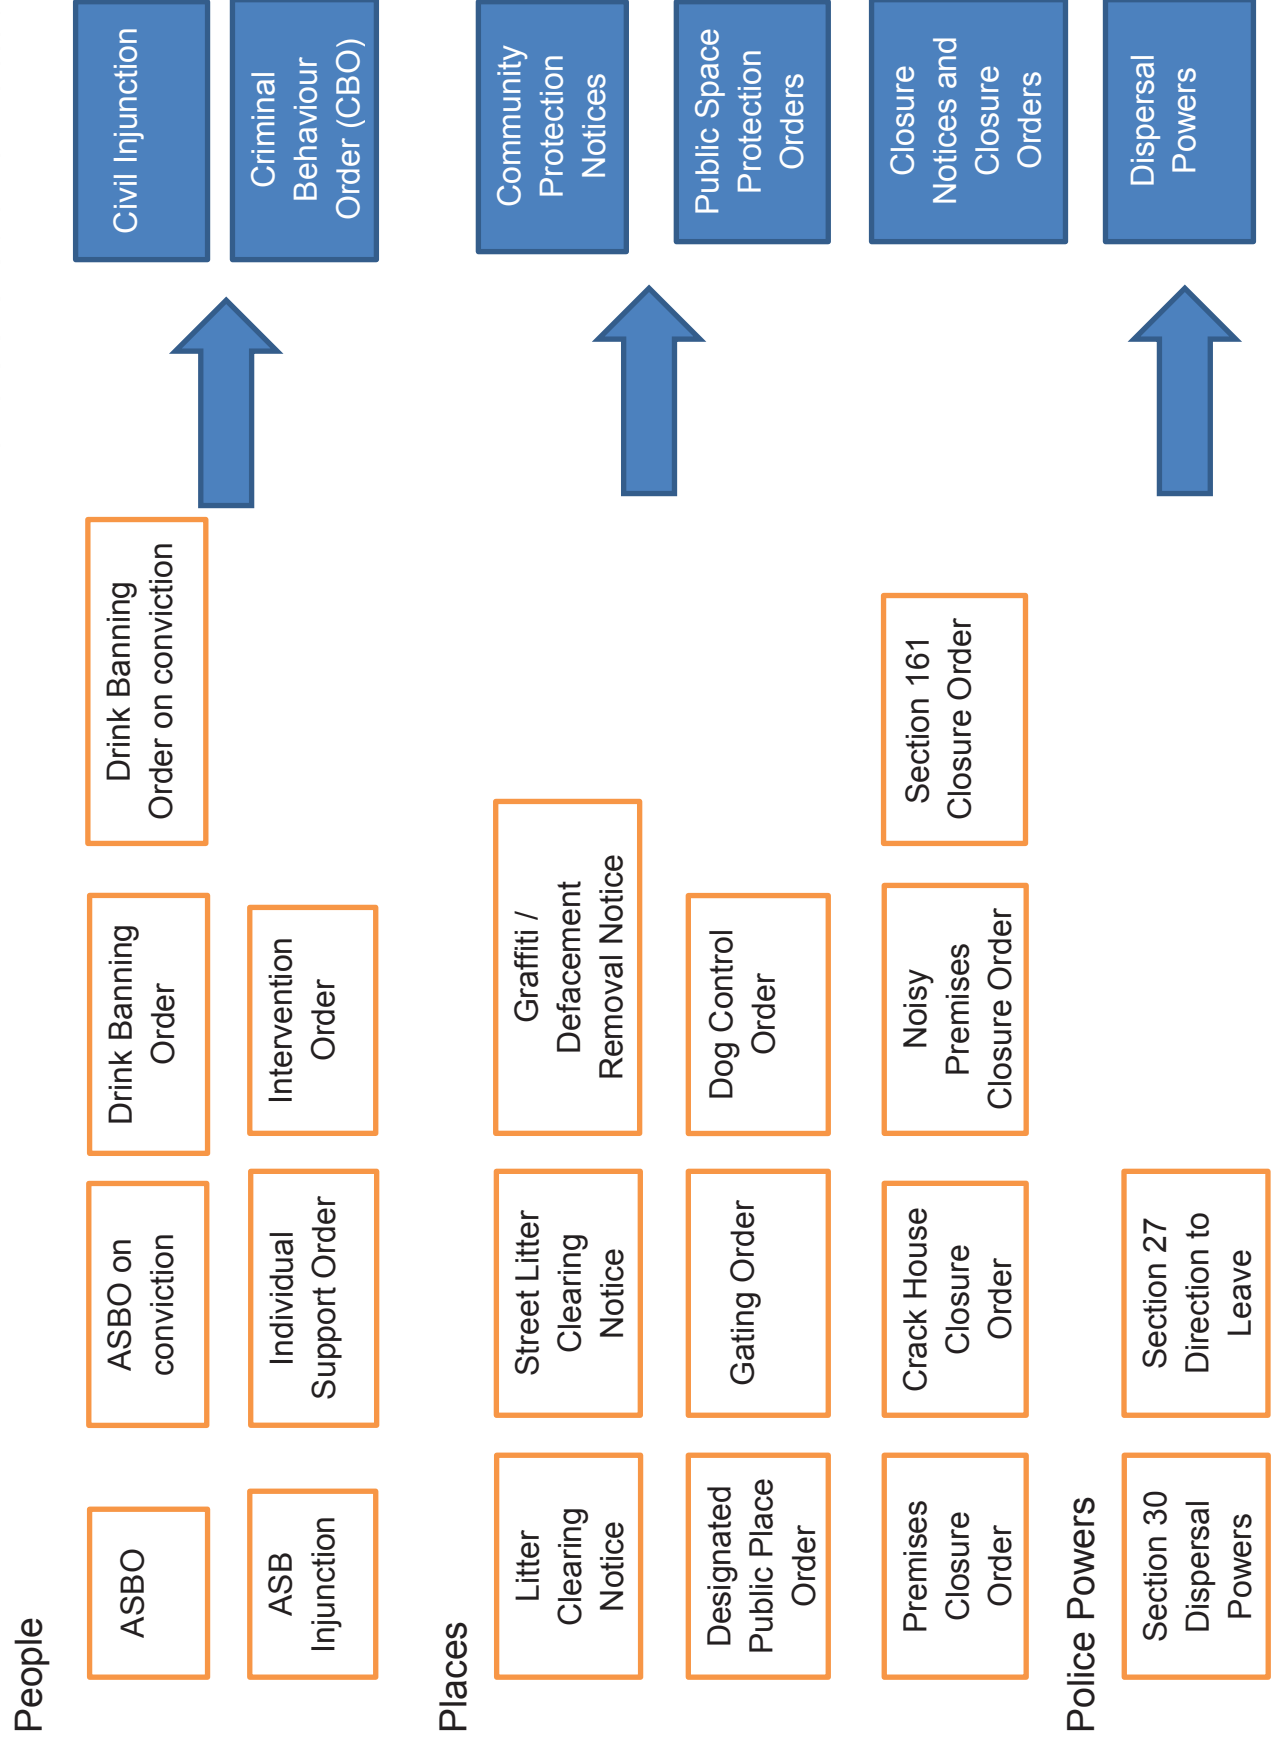 People
ASBO
ASBO on
conviction
Drink Banning
Order
Drink Banning
Order on conviction
Civil Injunction
ASB
Injunction
Individual
Support Order
Intervention
Order
Criminal
Behaviour
Order (CBO)
Places
Litter
Clearing
Notice
Street Litter
Clearing
Notice
Graffiti /
Defacement
Removal Notice
Community
Protection
Notices
Designated
Public Place
Order
Gating Order
Dog Control
Order
Public Space
Protection
Orders
Premises
Closure
Order
Crack House
Closure
Order
Noisy
Premises
Closure Order
Section 161
Closure Order
Closure
Notices and
Closure
Orders
Police Powers
Section 30
Dispersal
Powers
Section 27
Direction to
Leave
Dispersal
Powers